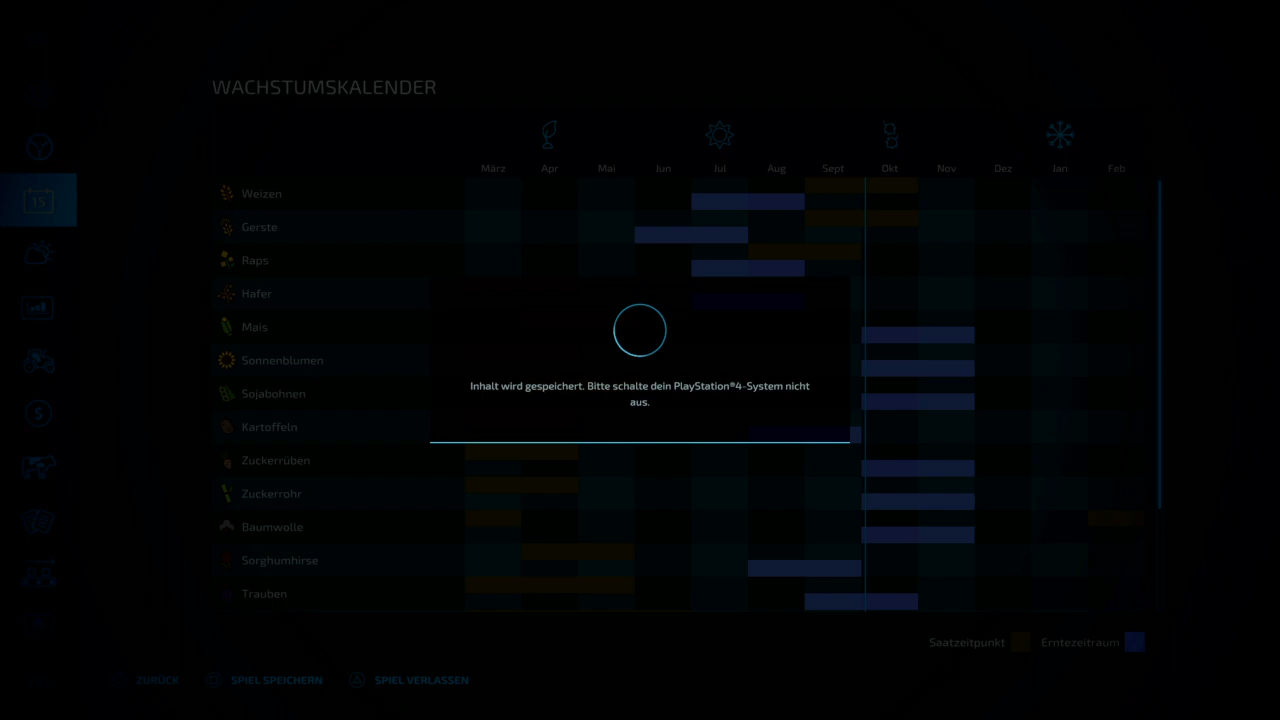 WACHSTUMSKALENDER
März Apr Mai Jun Jul Aug Sept Okt Nov Dez Jan Feb
15
Weizen
Gerste
Raps
Hafer
Mais
Sonnenblumen
Sojabohnen
Kartoffeln
Inhalt wird gespeichert. Bitte schalte dein PlayStation®4-System nicht
aus.
Zuckerrüben
Zuckerrohr
Baumwolle
Sorghumhirse
Trauben
Saatzeitpunkt Erntezeitraum
ZURÜCK SPIEL SPEICHERN SPIEL VERLASSEN